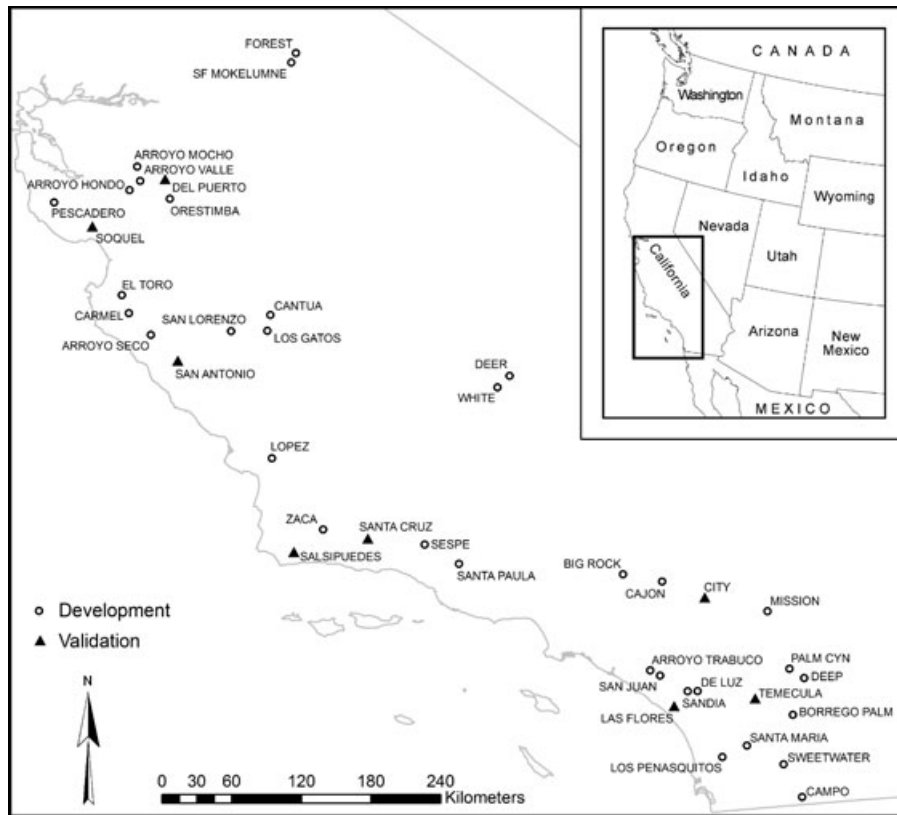 FOREST
SF MOKELUMNE
ARROYO MOCHO
ARROYO VALLE
ARROYO HONDO
DEL PUERTO
PESCADERO
ORESTIMBA
SOQUEL
EL TORO
CARMEL
SAN LORENZO
CANTUA
ARROYO SECO
LOS GATOS
SAN ANTONIO
DEER
WHITE
LOPEZ
ZACA
SANTA CRUZ
SALSIPUEDES
SESPE
SANTA PAULA
BIG ROCK
CAJON
CITY
MISSION
ARROYO TRABUCO
PALM CYN
SAN JUAN
DE LUZ
DEEP
SANDIA
TEMECULA
LAS FLORES
BORREGO PALM
SANTA MARIA
LOS PENASQUITOS
SWEETWATER
CAMPO
Development
Validation
N
0 30 60 120 180 240
Kilometers
CANADA
Washington
Montana
Oregon
Idaho
Wyoming
Nevada
Utah
California
Arizona
New
Mexico
MEXICO